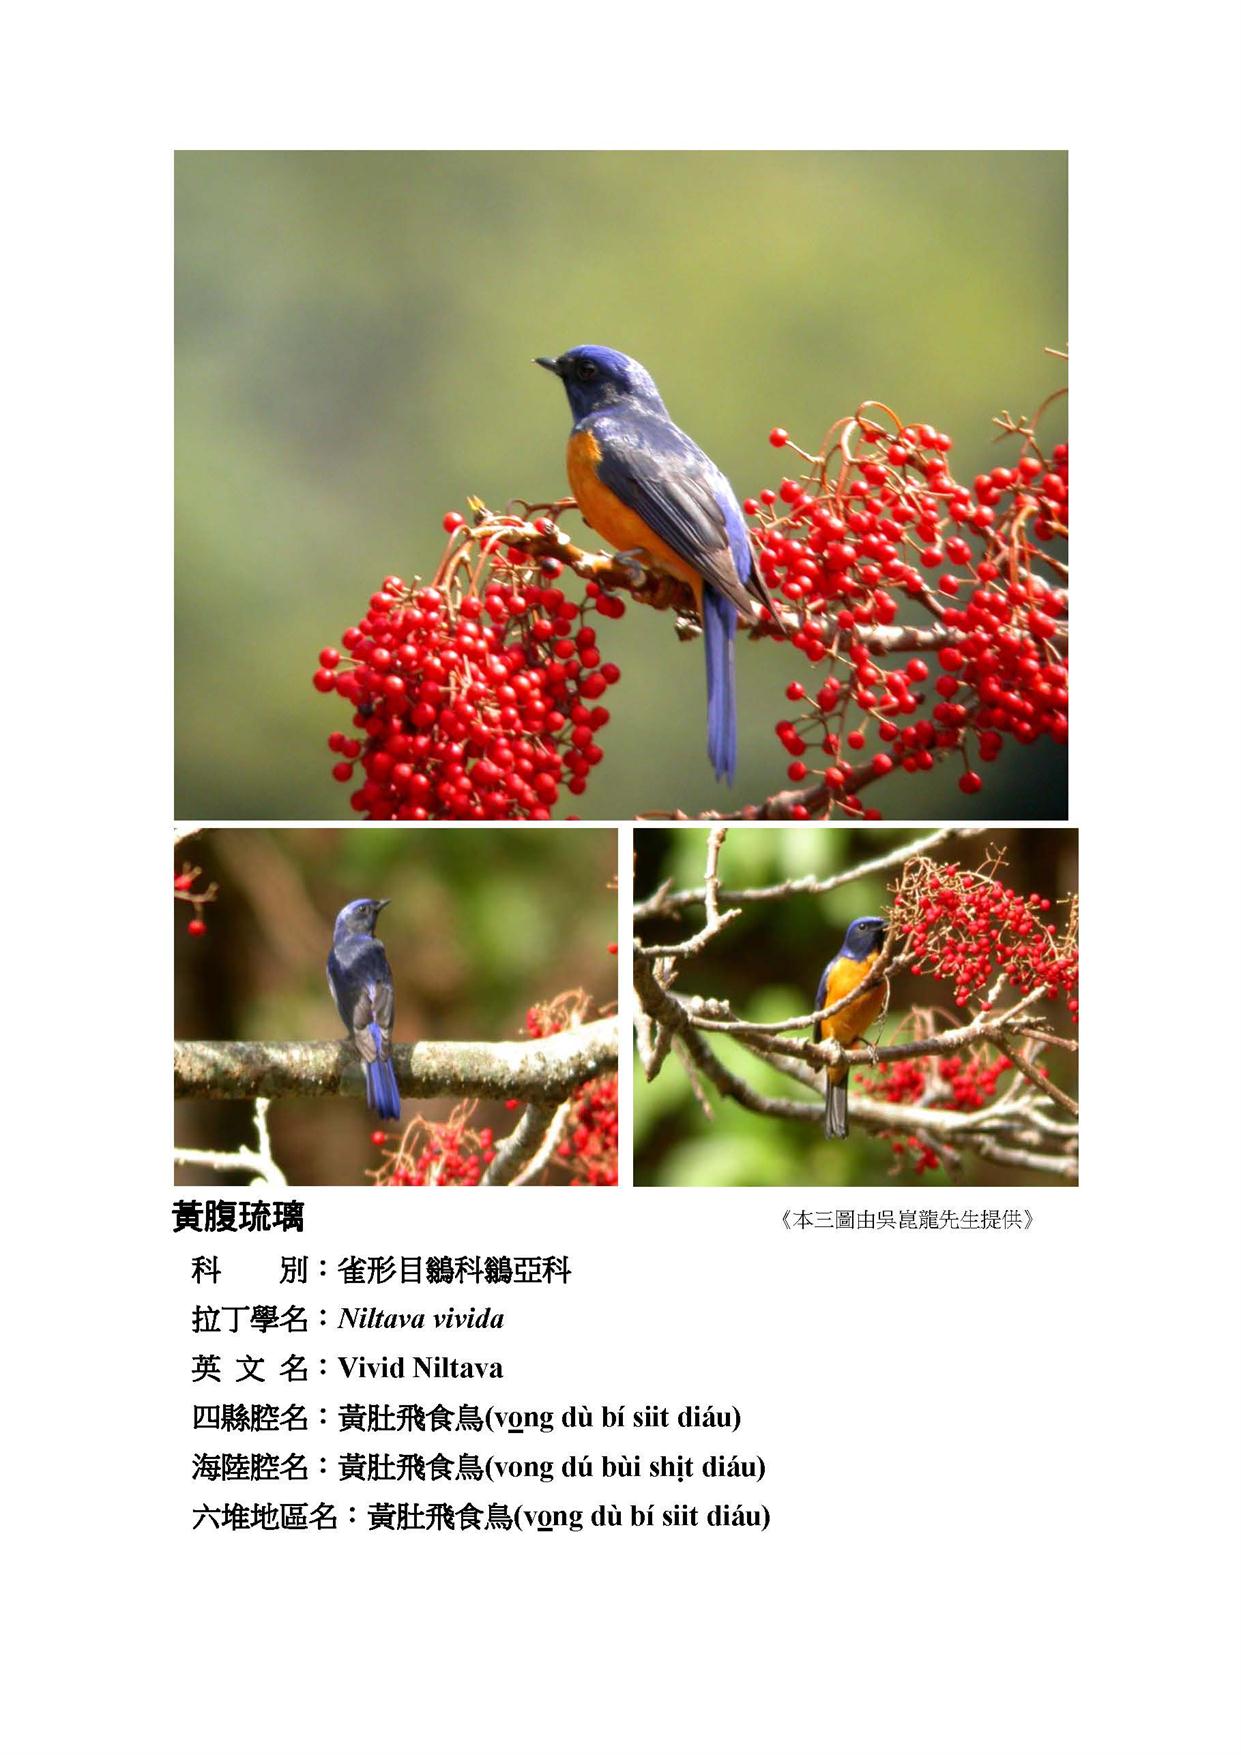 黃腹琉璃 《本三圖由吳崑龍先生提供》
科 別：雀形目鶲科鶲亞科
拉丁學名：Niltava vivida
英 文 名：Vivid Niltava
四縣腔名：黃肚飛食鳥(vo̲ng dù bí siit diáu)
海陸腔名：黃肚飛食鳥(vong dú bùi shi̍t diáu)
六堆地區名：黃肚飛食鳥(vo̲ng dù bí siit diáu)